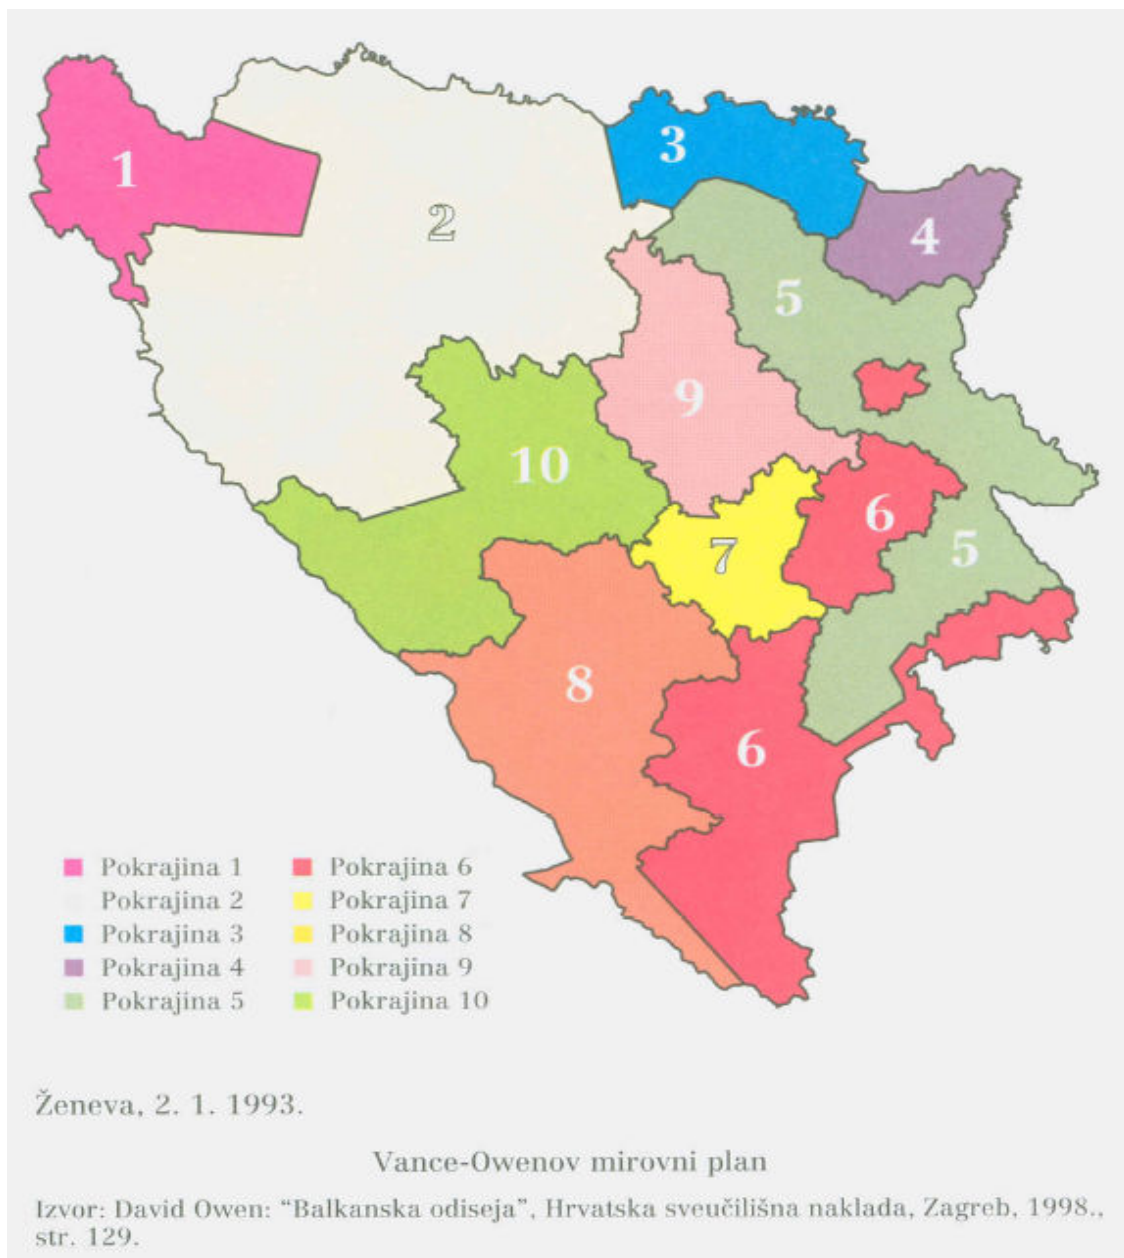 1
2
3
4
5
5
9
10
6
7
5
8
6
Pokrajina 1
Pokrajina 2
Pokrajina 3
Pokrajina 4
Pokrajina 5
Pokrajina 6
Pokrajina 7
Pokrajina 8
Pokrajina 9
Pokrajina 10
Ženeva, 2. 1. 1993.
Vance-Owenov mirovni plan
Izvor: David Owen: “Balkanska odiseja”, Hrvatska sveučilišna naklada, Zagreb, 1998.,
str. 129.